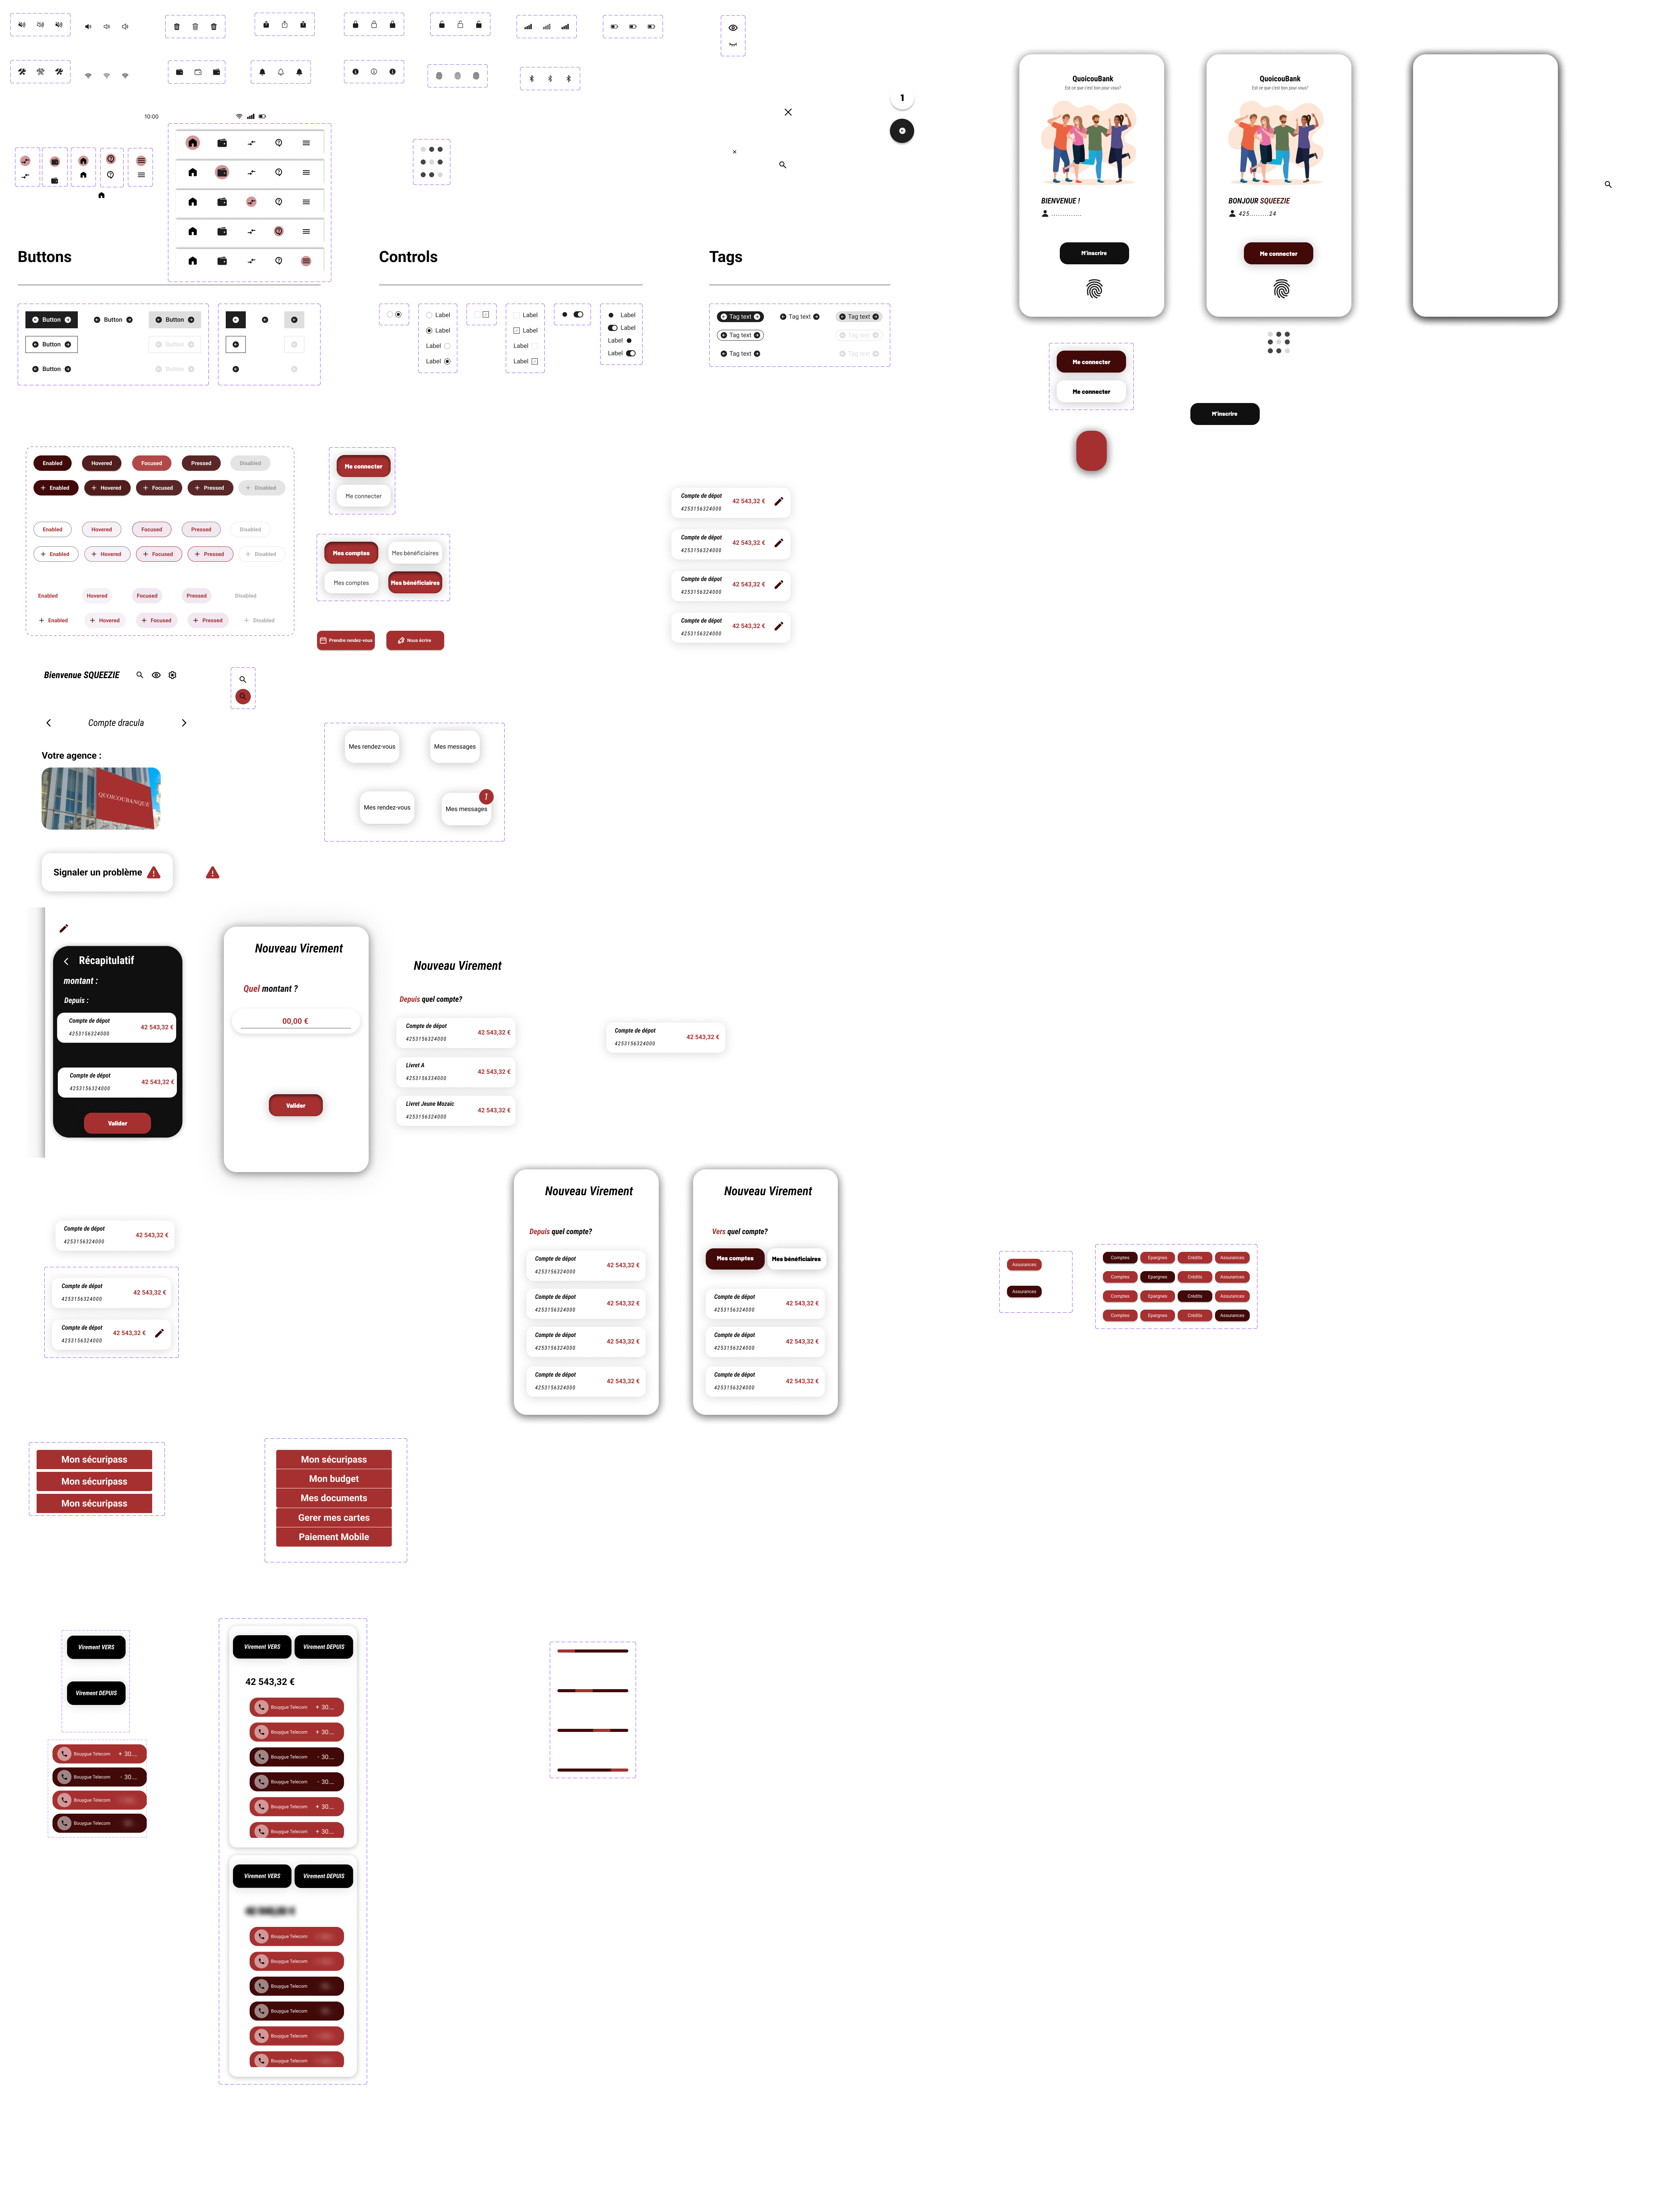 10:00
1
QuoicouBank
Est ce que c'est bon pour vous?
BIENVENUE !
..............
M'inscrire
QuoicouBank
Est ce que c'est bon pour vous?
BONJOUR SQUEEZIE
425.........24
Me connecter
Me connecter
Me connecter
M'inscrire
Buttons
Button
Button
Button
Button
Button
Button
Button
Controls
Label
Label
Label
Label
Label
Label
Label
Label
Label
Label
Label
Label
Tags
Tag text
Tag text
Tag text
Tag text
Tag text
Tag text
Tag text
Enabled Hovered Focused Pressed Disabled
Enabled Hovered Focused Pressed Disabled
Enabled Hovered Focused Pressed Disabled
Enabled Hovered Focused Pressed Disabled
Enabled Hovered Focused Pressed Disabled
Enabled Hovered Focused Pressed Disabled
Me connecter
Me connecter
Mes comptes Mes bénéficiaires
Mes comptes Mes bénéficiaires
Prendre rendez-vous
Nous écrire
Compte de dépot
42 543,32 €
4253156324000
Compte de dépot
42 543,32 €
4253156324000
Compte de dépot
42 543,32 €
4253156324000
Compte de dépot
42 543,32 €
4253156324000
Bienvenue SQUEEZIE
Compte dracula
Votre agence :
QUOICOUBANQUE
Mes rendez-vous
Mes messages
Mes rendez-vous
Mes messages
1
Signaler un problème
Récapitulatif
montant :
Depuis :
Compte de dépot
42 543,32 €
4253156324000
Compte de dépot
42 543,32 €
4253156324000
Valider
Nouveau Virement
Quel montant ?
00,00 €
Valider
Nouveau Virement
Depuis quel compte?
Compte de dépot
42 543,32 €
4253156324000
Livret A
42 543,32 €
4253156334000
Livret Jeune Mozaïc
42 543,32 €
4253156324000
Compte de dépot
42 543,32 €
4253156324000
Compte de dépot
42 543,32 €
4253156324000
Compte de dépot
42 543,32 €
4253156324000
Compte de dépot
42 543,32 €
4253156324000
Nouveau Virement
Depuis quel compte?
Compte de dépot
42 543,32 €
4253156324000
Compte de dépot
42 543,32 €
4253156324000
Compte de dépot
42 543,32 €
4253156324000
Compte de dépot
42 543,32 €
4253156324000
Nouveau Virement
Vers quel compte?
Mes comptes Mes bénéficiaires
Compte de dépot
42 543,32 €
4253156324000
Compte de dépot
42 543,32 €
4253156324000
Compte de dépot
42 543,32 €
4253156324000
Assurances
Assurances
Comptes Epargnes Crédits Assurances
Comptes Epargnes Crédits Assurances
Comptes Epargnes Crédits Assurances
Comptes Epargnes Crédits Assurances
Mon sécuripass
Mon sécuripass
Mon sécuripass
Mon sécuripass
Mon budget
Mes documents
Gerer mes cartes
Paiement Mobile
Virement VERS
Virement DEPUIS
Bouygue Telecom + 30...
Bouygue Telecom - 30...
Bouygue Telecom
Bouygue Telecom
Virement VERS Virement DEPUIS
42 543,32 €
Bouygue Telecom + 30...
Bouygue Telecom + 30...
Bouygue Telecom - 30...
Bouygue Telecom - 30...
Bouygue Telecom + 30...
Bouygue Telecom + 30...
Virement VERS Virement DEPUIS
Bouygue Telecom
Bouygue Telecom
Bouygue Telecom
Bouygue Telecom
Bouygue Telecom
Bouygue Telecom